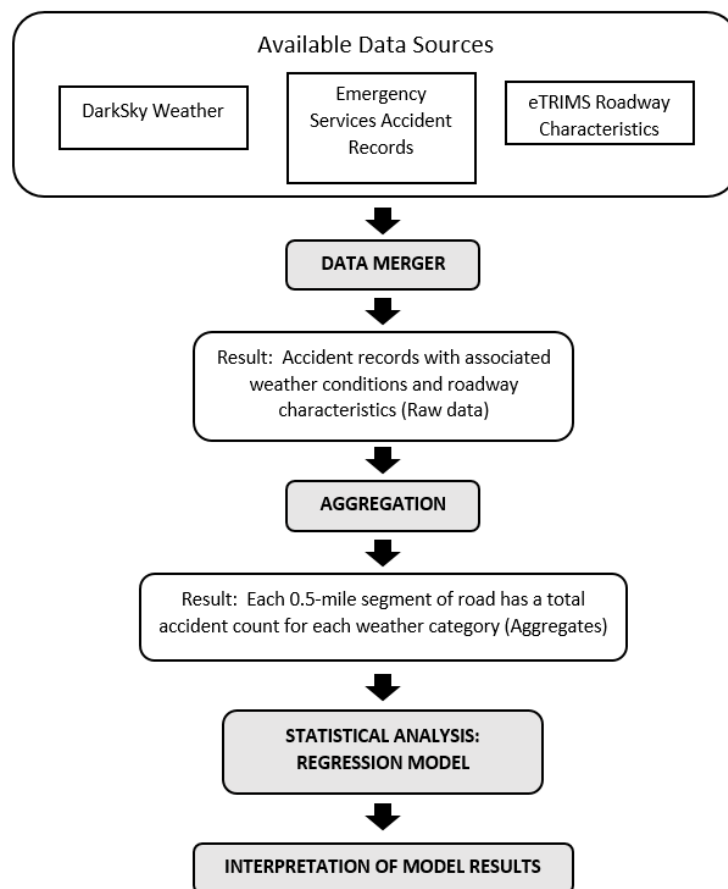 Available Data Sources
DarkSky Weather
Emergency
Services Accident
Records
eTRIMS Roadway
Characteristics
DATA MERGER
Result:  Accident records with associated
weather conditions and roadway
characteristics (Raw data)
AGGREGATION
Result:  Each 0.5-mile segment of road has a total
accident count for each weather category (Aggregates)
STATISTICAL ANALYSIS:
REGRESSION MODEL
INTERPRETATION OF MODEL RESULTS